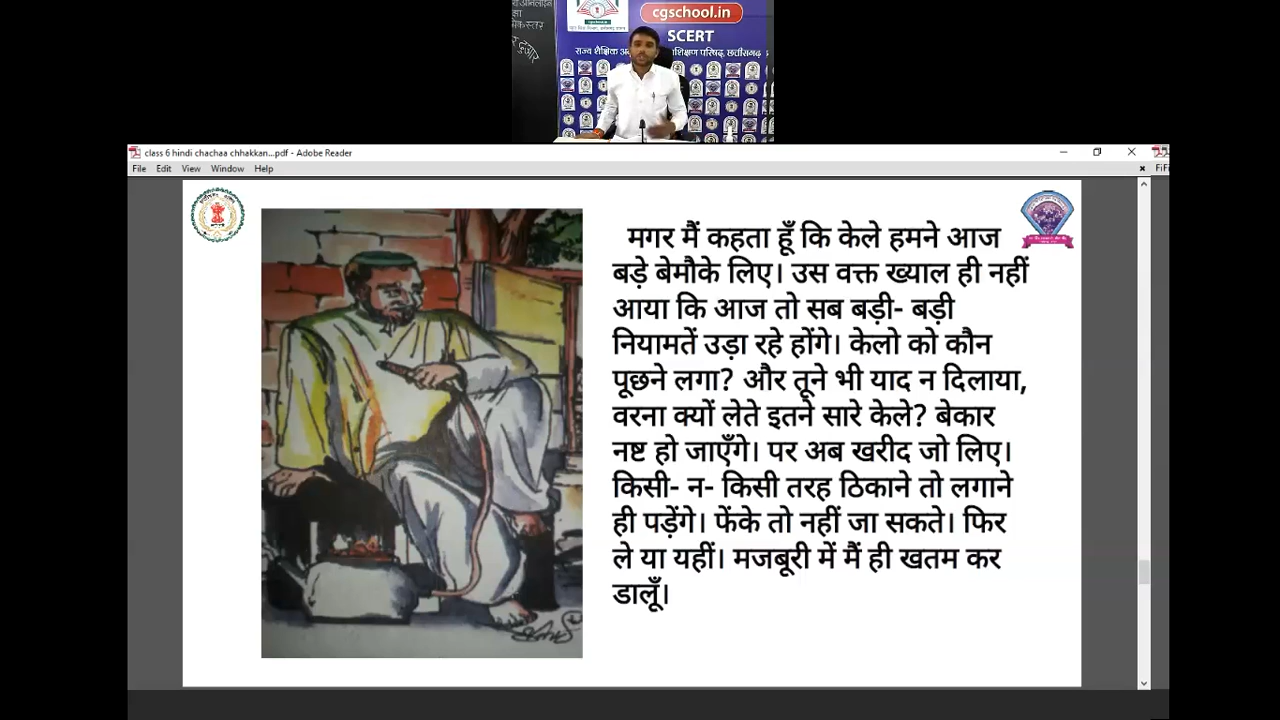 cgschool.in
SCERT
class 6 hindi chachaa chhakkan...pdf - Adobe Reader
File Edit View Window Help
मगर मैं कहता हूँ कि केले हमने आज
बड़े बेमौके लिए। उस वक्त ख्याल ही नहीं
आया कि आज तो सब बड़ी- बड़ी
नियामतें उड़ा रहे होंगे। केलो को कौन
पूछने लगा? और तूने भी याद न दिलाया,
वरना क्यों लेते इतने सारे केले? बेकार
नष्ट हो जाएँगे। पर अब खरीद जो लिए।
किसी- न- किसी तरह ठिकाने तो लगाने
ही पड़ेंगे। फेंके तो नहीं जा सकते। फिर
ले या यहीं। मजबूरी में मैं ही खतम कर
डालूँ।